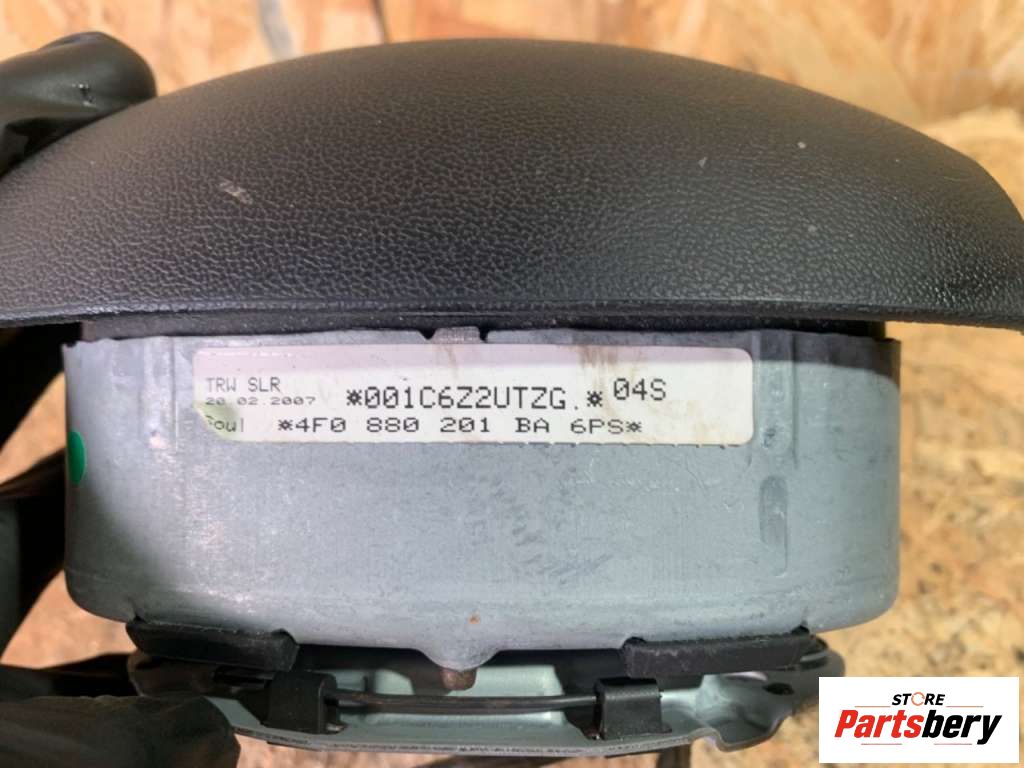 TRW SLR
20.02.2007 *001C6Z2UTZG.* 04S
*4F0 880 201 BA 6PS*
STORE
Partsbery